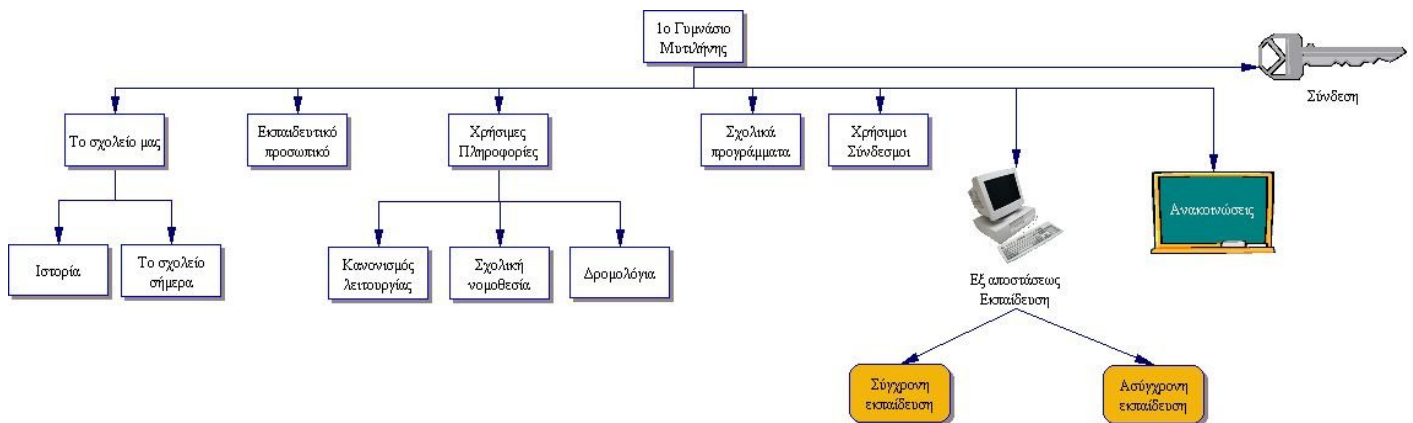 1ο Γυμνάσιο
Μυτιλήνης
Σύνδεση
Το σχολείο μας
Εκπαιδευτικό
προσωπικό
Χρήσιμες
Πληροφορίες
Σχολικά
προγράμματα
Χρήσιμοι
Σύνδεσμοι
Ανακοινώσεις
Ιστορία
Το σχολείο
σήμερα
Κανονισμός
λειτουργίας
Σχολική
νομοθεσία
Δρομολόγια
Εξ αποστάσεως
Εκπαίδευση
Σύγχρονη
εκπαίδευση
Ασύγχρονη
εκπαίδευση